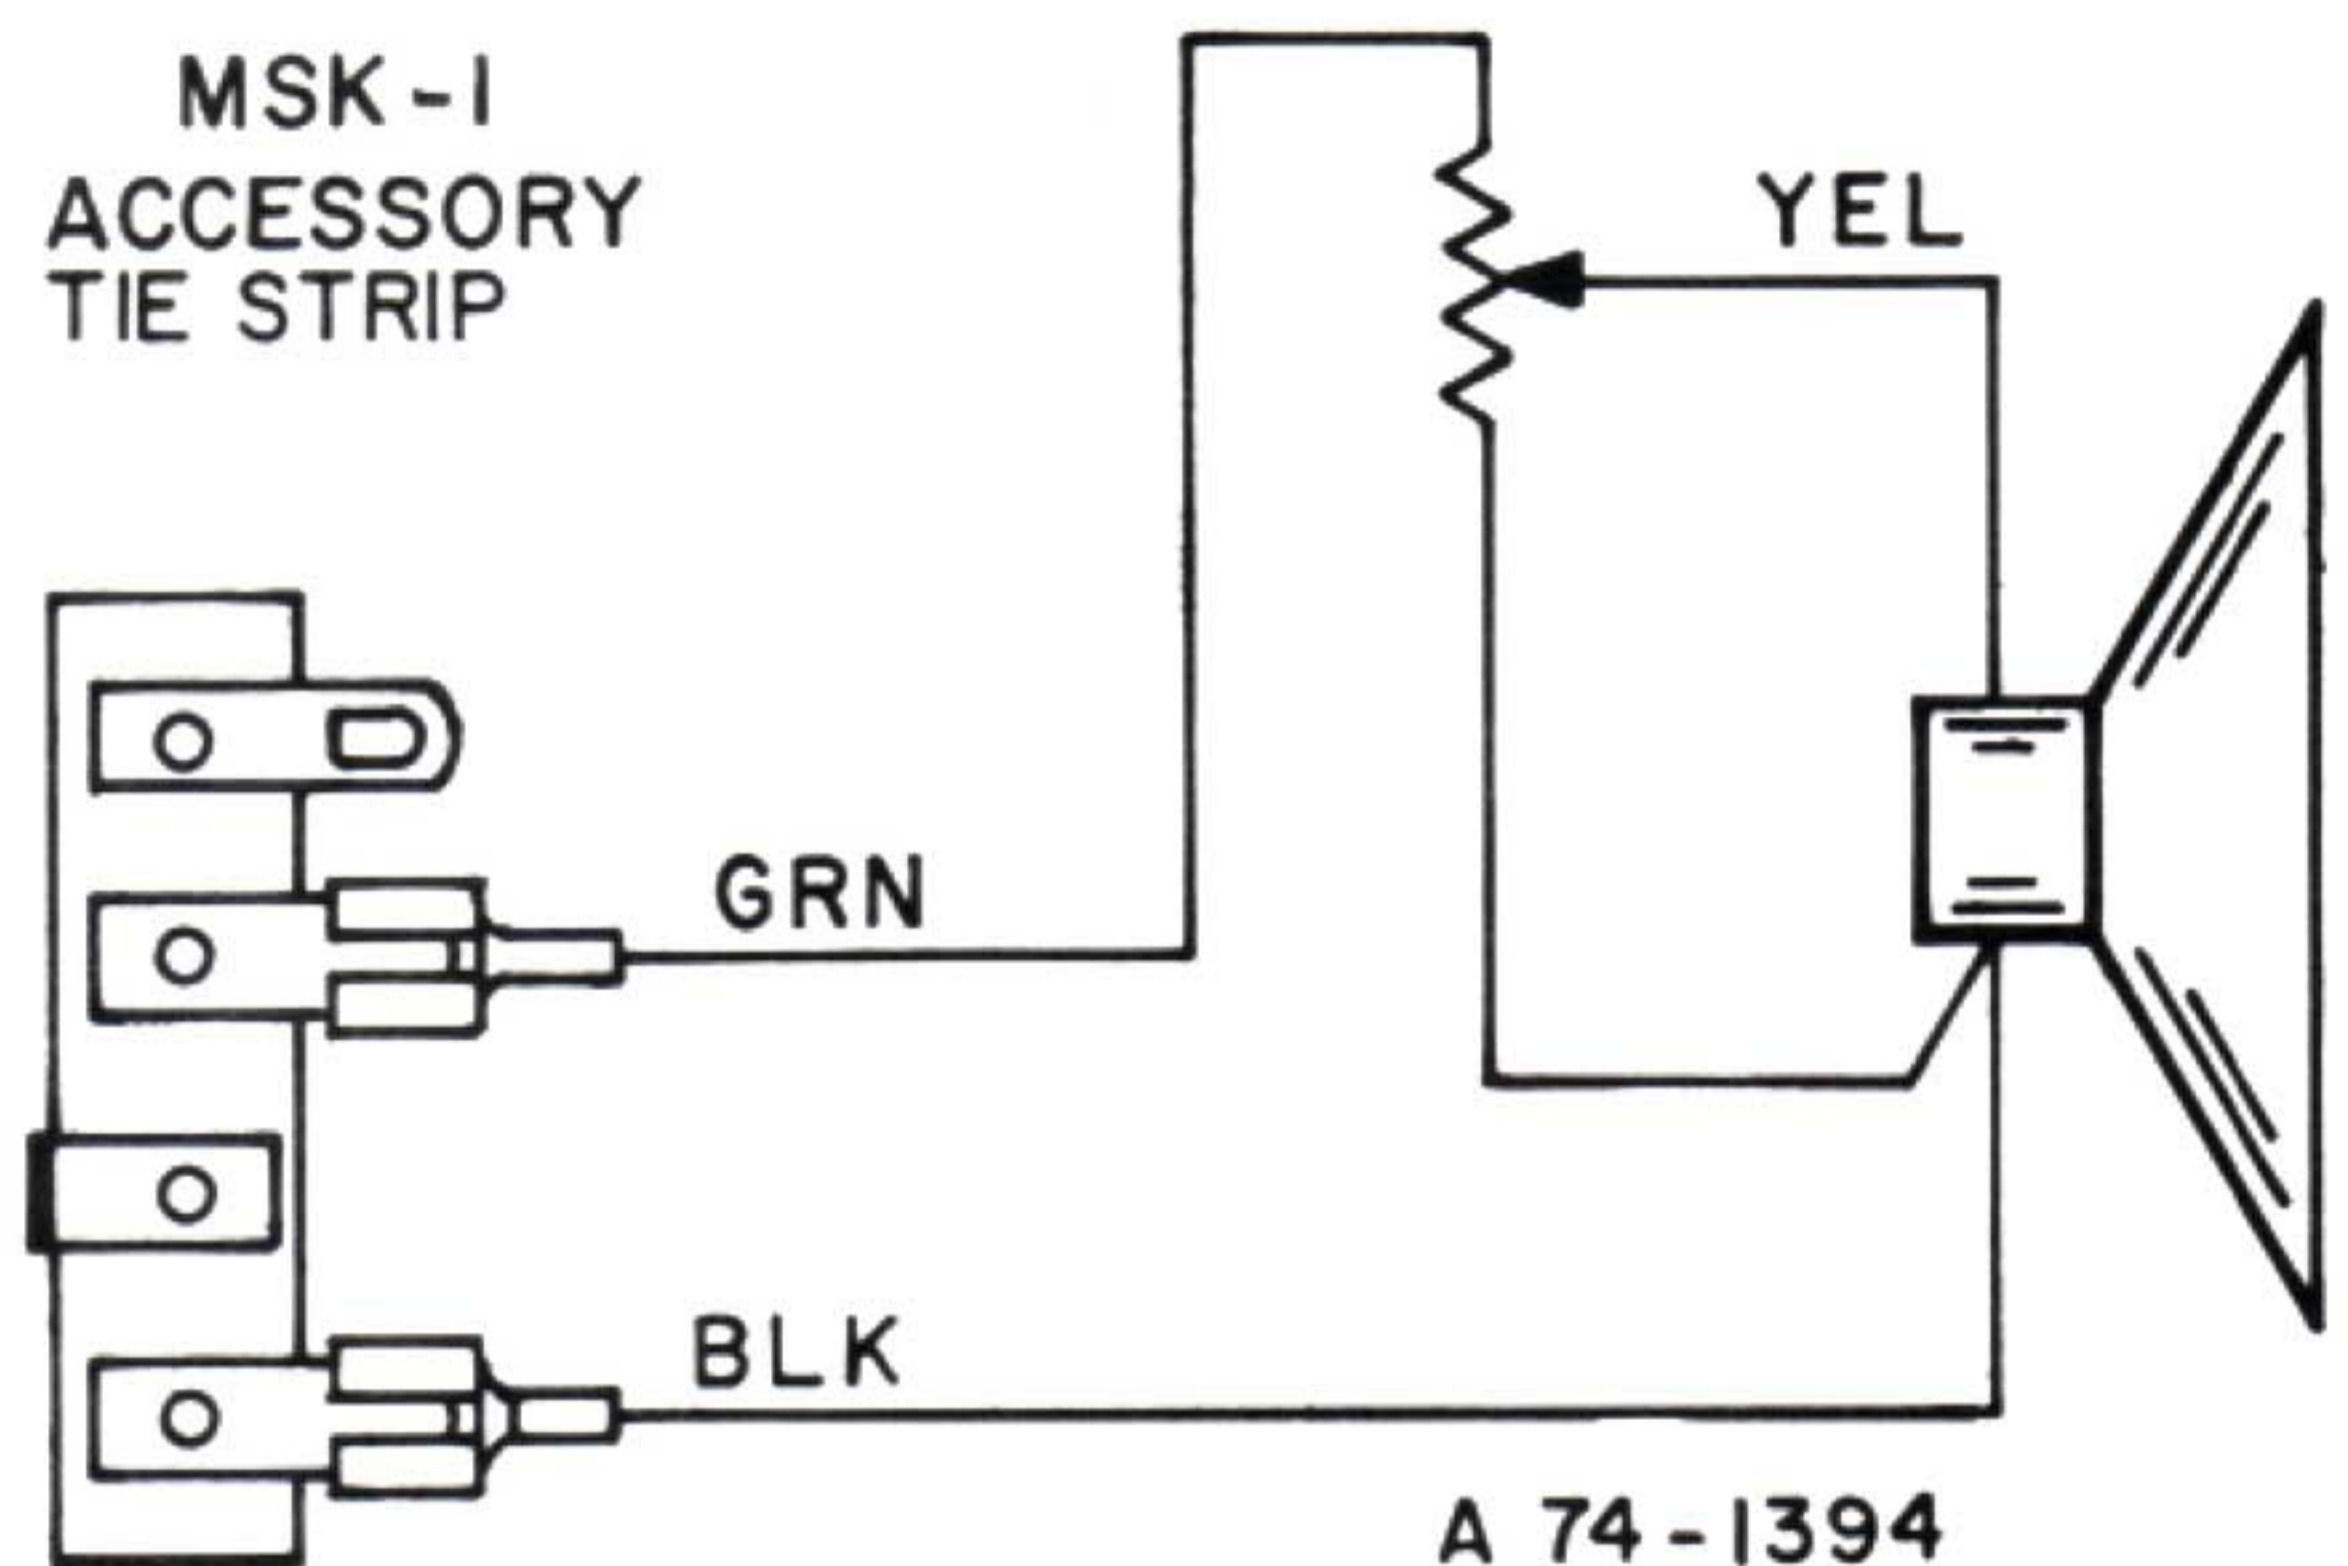 MSK-1
ACCESSORY
TIE STRIP
YEL
GRN
BLK
A 74-1394